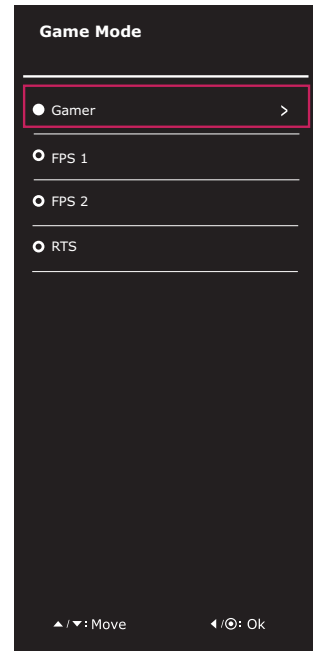 Game Mode
Gamer >
FPS 1
FPS 2
RTS
▲/▼: Move ◀/◉: Ok